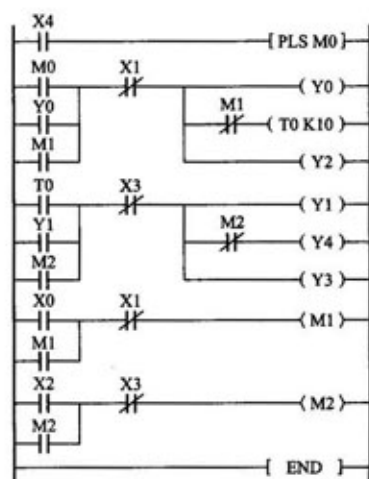 X4
[ PLS M0 ]
M0 X1
( Y0 )
Y0 M1
( T0 K10 )
M1
( Y2 )
T0 X3
( Y1 )
Y1 M2
( Y4 )
M2
( Y3 )
X0 X1
( M1 )
M1
X2 X3
( M2 )
M2
[ END ]